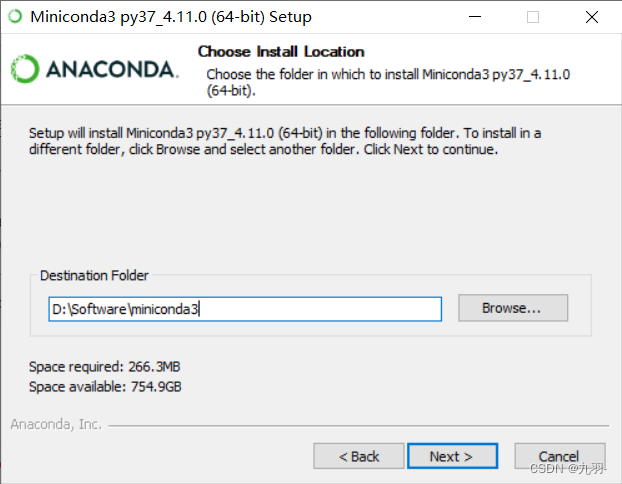 Miniconda3 py37_4.11.0 (64-bit) Setup
Choose Install Location
ANACONDA.
Choose the folder in which to install Miniconda3 py37_4.11.0
(64-bit).
Setup will install Miniconda3 py37_4.11.0 (64-bit) in the following folder. To install in a
different folder, click Browse and select another folder. Click Next to continue.
Destination Folder
D:\Software\miniconda3
Browse...
Space required: 266.3MB
Space available: 754.9GB
Anaconda, Inc.
< Back
Next >
Cancel
CSDN @九羽